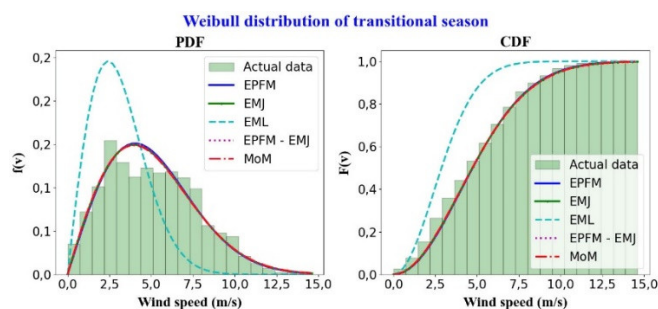 Weibull distribution of transitional season
PDF
0,2
0,2
0,2
0,1
0,1
0,0
f(v)
Actual data
EPFM
EMJ
EML
EPFM - EMJ
MoM
0,0 2,5 5,0 7,5 10,0 12,5 15,0
Wind speed (m/s)
CDF
1,0
0,8
0,6
0,4
0,2
0,0
F(v)
Actual data
EPFM
EMJ
EML
EPFM - EMJ
MoM
0,0 2,5 5,0 7,5 10,0 12,5 15,0
Wind speed (m/s)